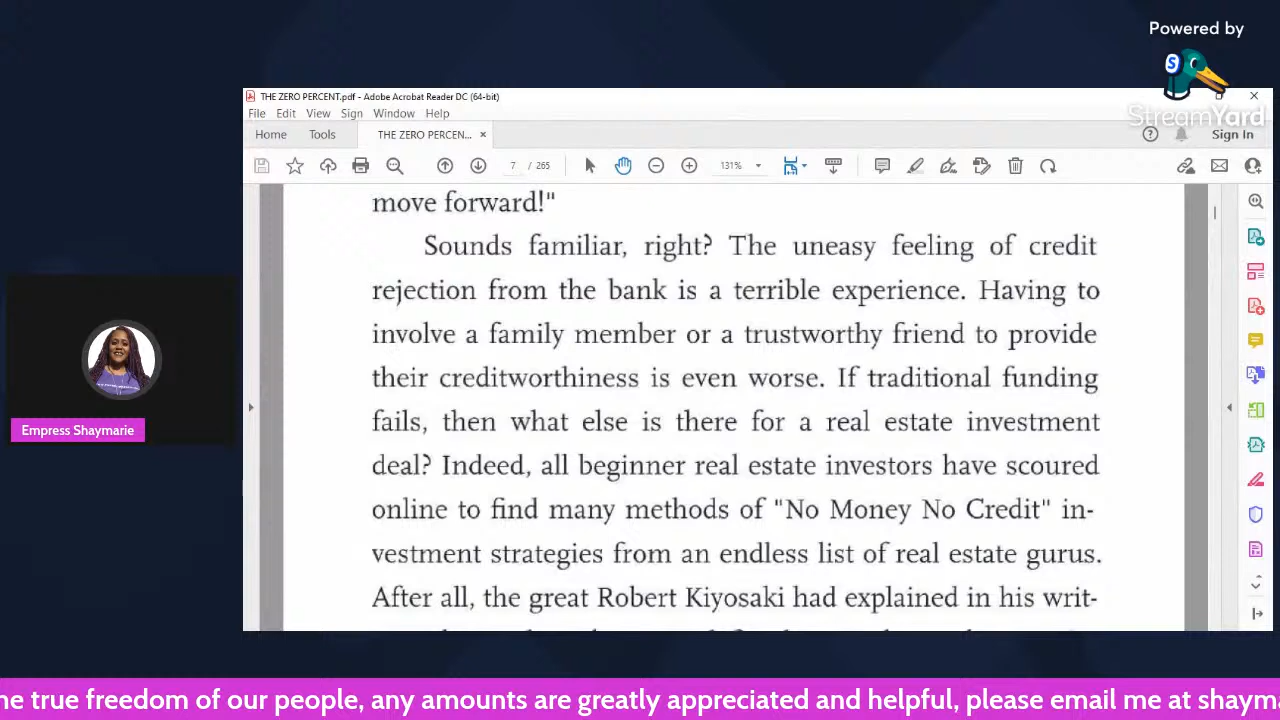 Powered by
StreamYard
THE ZERO PERCENT.pdf - Adobe Acrobat Reader DC (64-bit)
File Edit View Sign Window Help
Home Tools THE ZERO PERCEN... Sign In
7 / 265 131%
move forward!"
Sounds familiar, right? The uneasy feeling of credit
rejection from the bank is a terrible experience. Having to
involve a family member or a trustworthy friend to provide
their creditworthiness is even worse. If traditional funding
fails, then what else is there for a real estate investment
deal? Indeed, all beginner real estate investors have scoured
online to find many methods of "No Money No Credit" in-
vestment strategies from an endless list of real estate gurus.
After all, the great Robert Kiyosaki had explained in his writ-
Empress Shaymarie
he true freedom of our people, any amounts are greatly appreciated and helpful, please email me at shayma